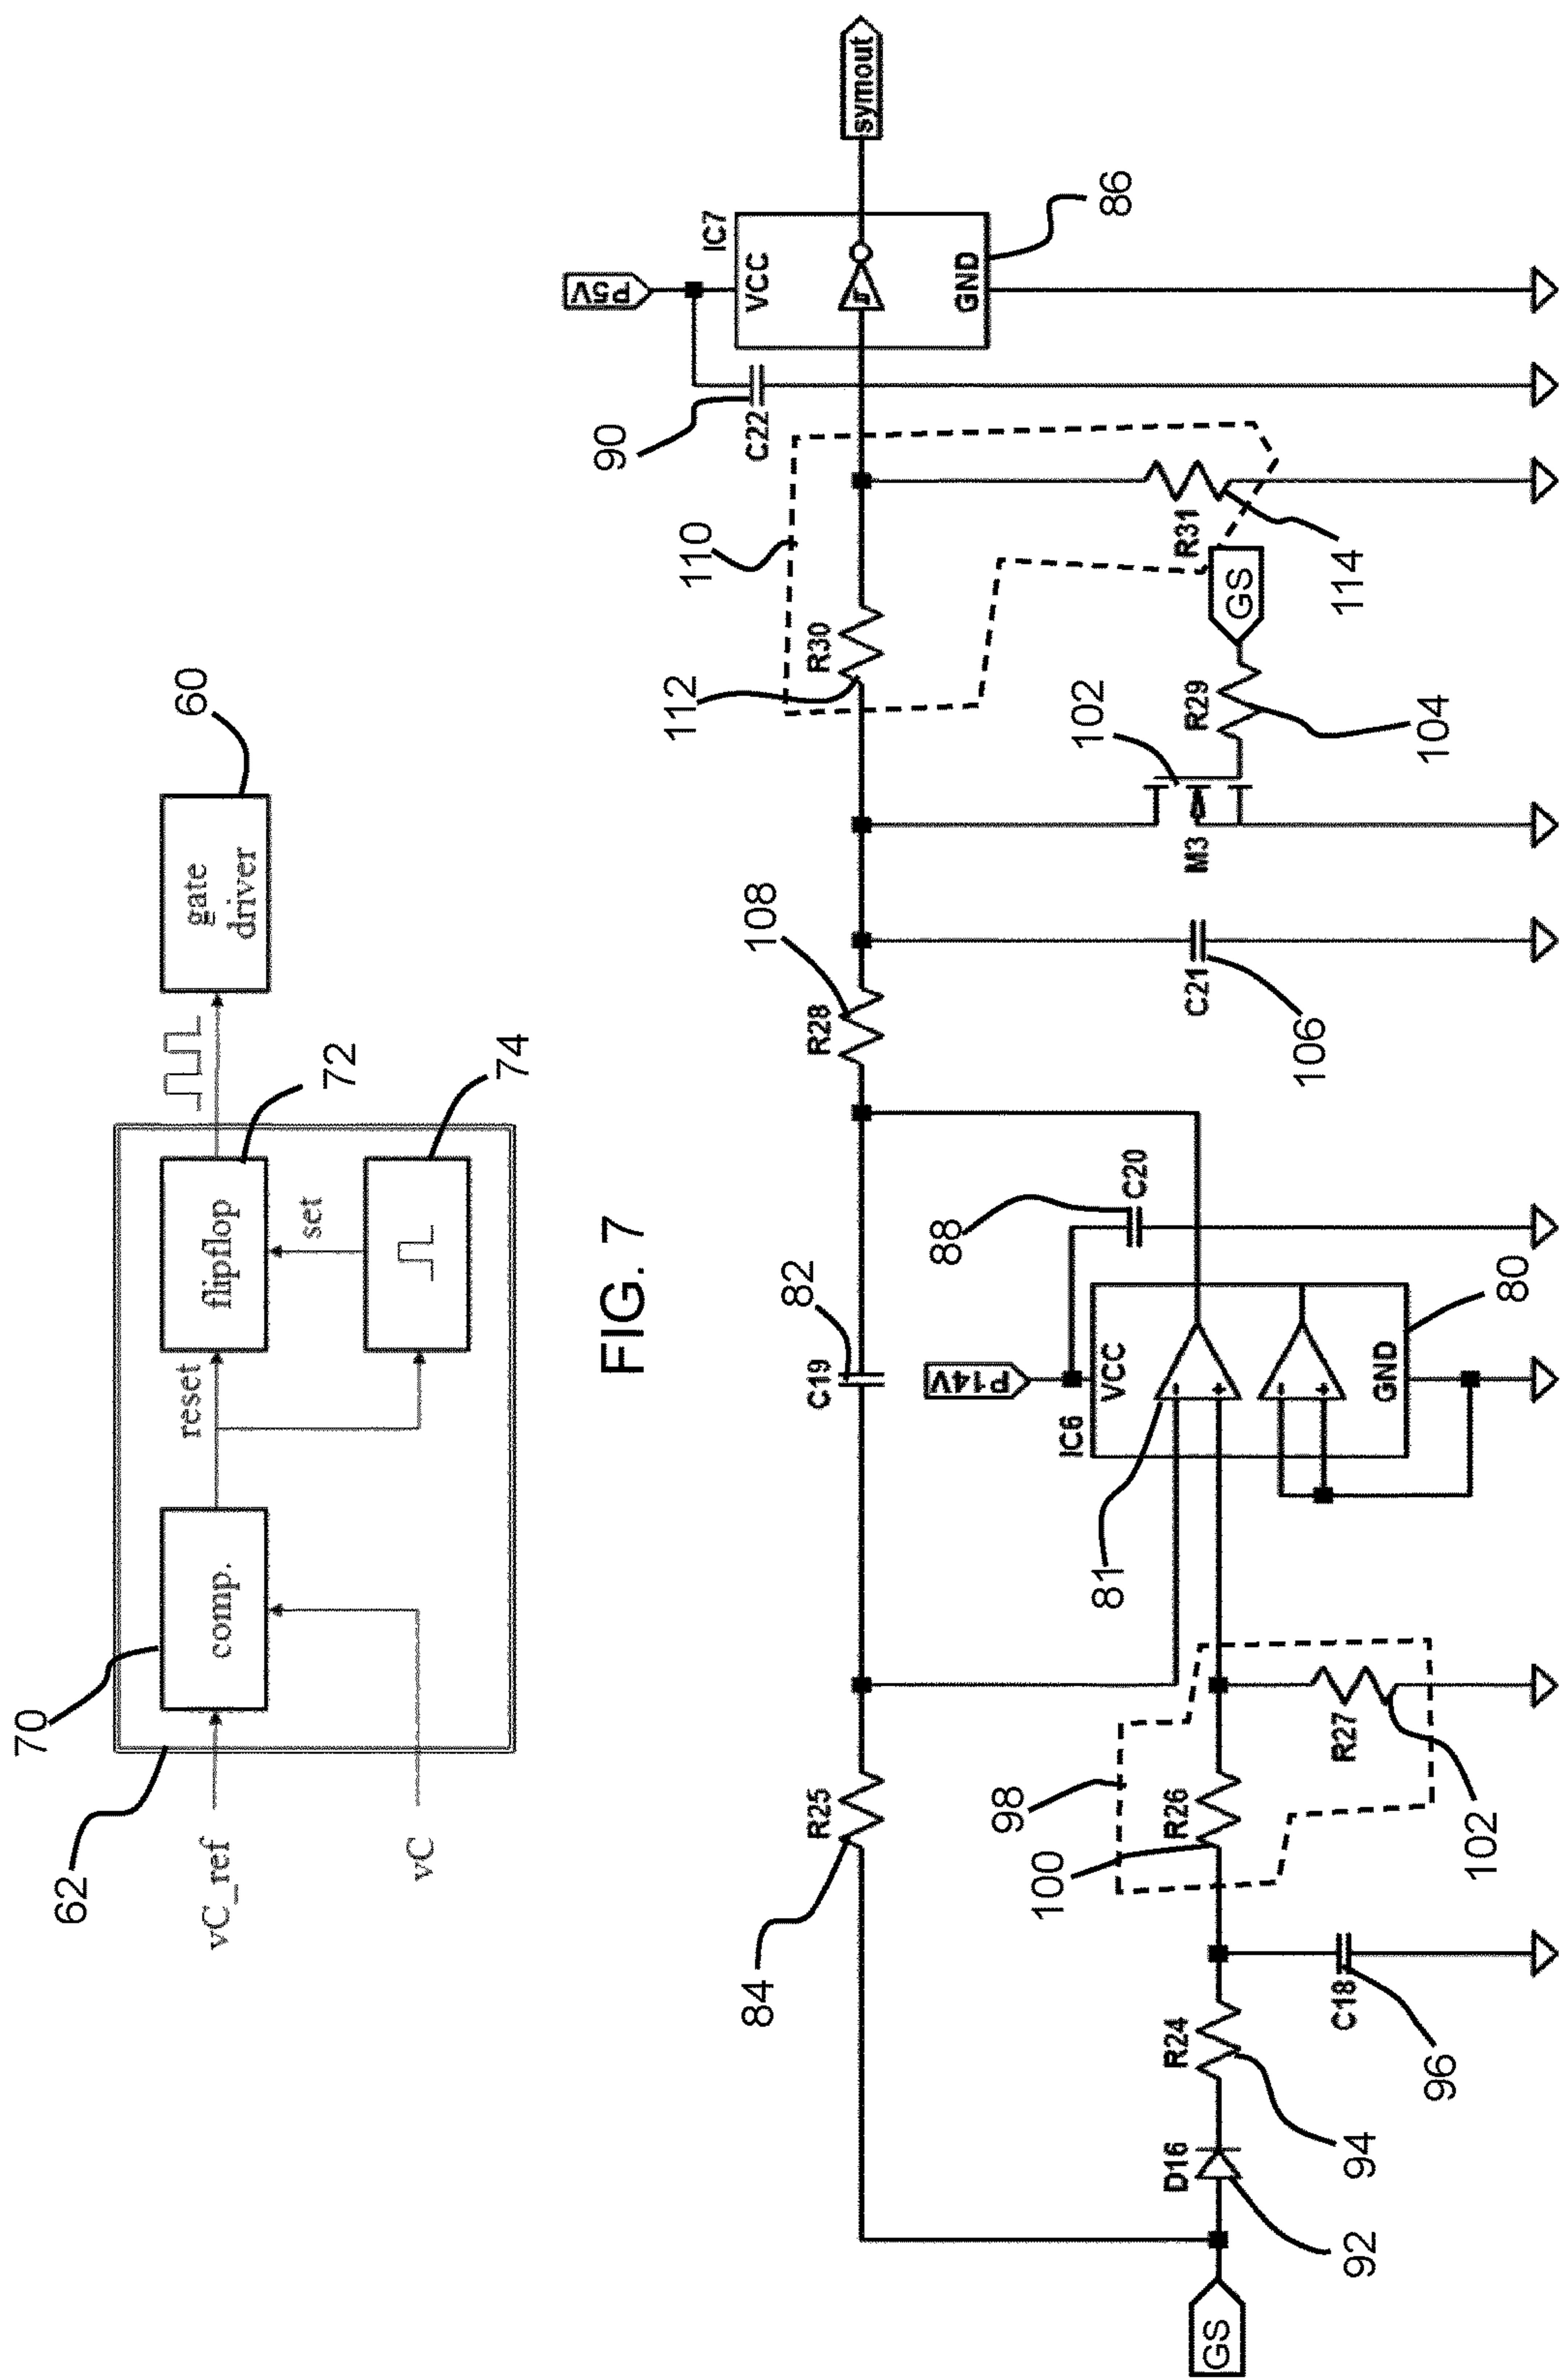 70
62
vC_ref
vC
comp.
reset
flipflop
set
72
74
gate
driver
60
FIG. 7
GS
D16
92
R24
94
C18
96
R25
84
98
R26
100
R27
102
C19
82
81
IC6
P14V
VCC
-
+
-
+
GND
80
88
C20
R28
108
C21
106
M3
102
R29
104
GS
112
R30
110
R31
114
90
C22
P5V
IC7
VCC
GND
86
symout